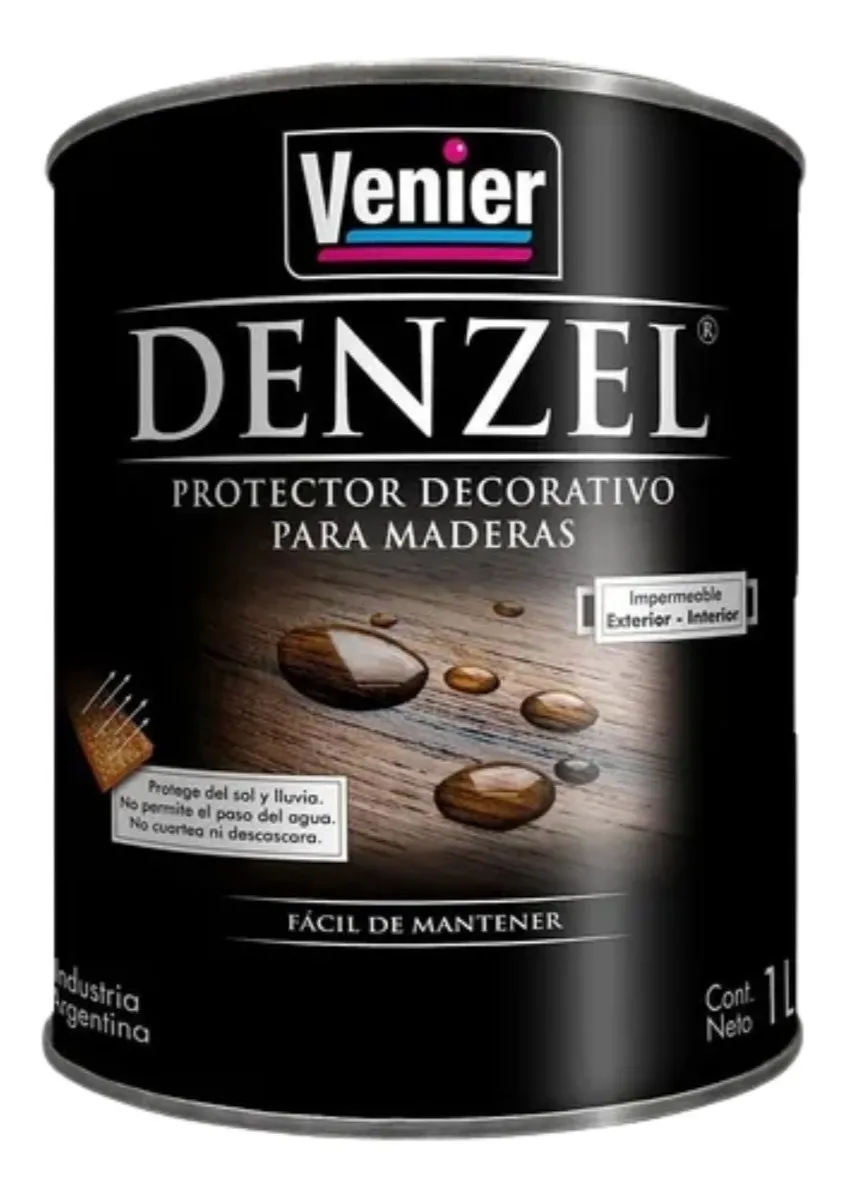 Venier
DENZEL®
PROTECTOR DECORATIVO
PARA MADERAS
Impermeable
Exterior - Interior
Protege del sol y lluvia.
No permite el paso del agua.
No cuartea ni descascara.
FÁCIL DE MANTENER
Industria
Argentina
Cont.
Neto 1L